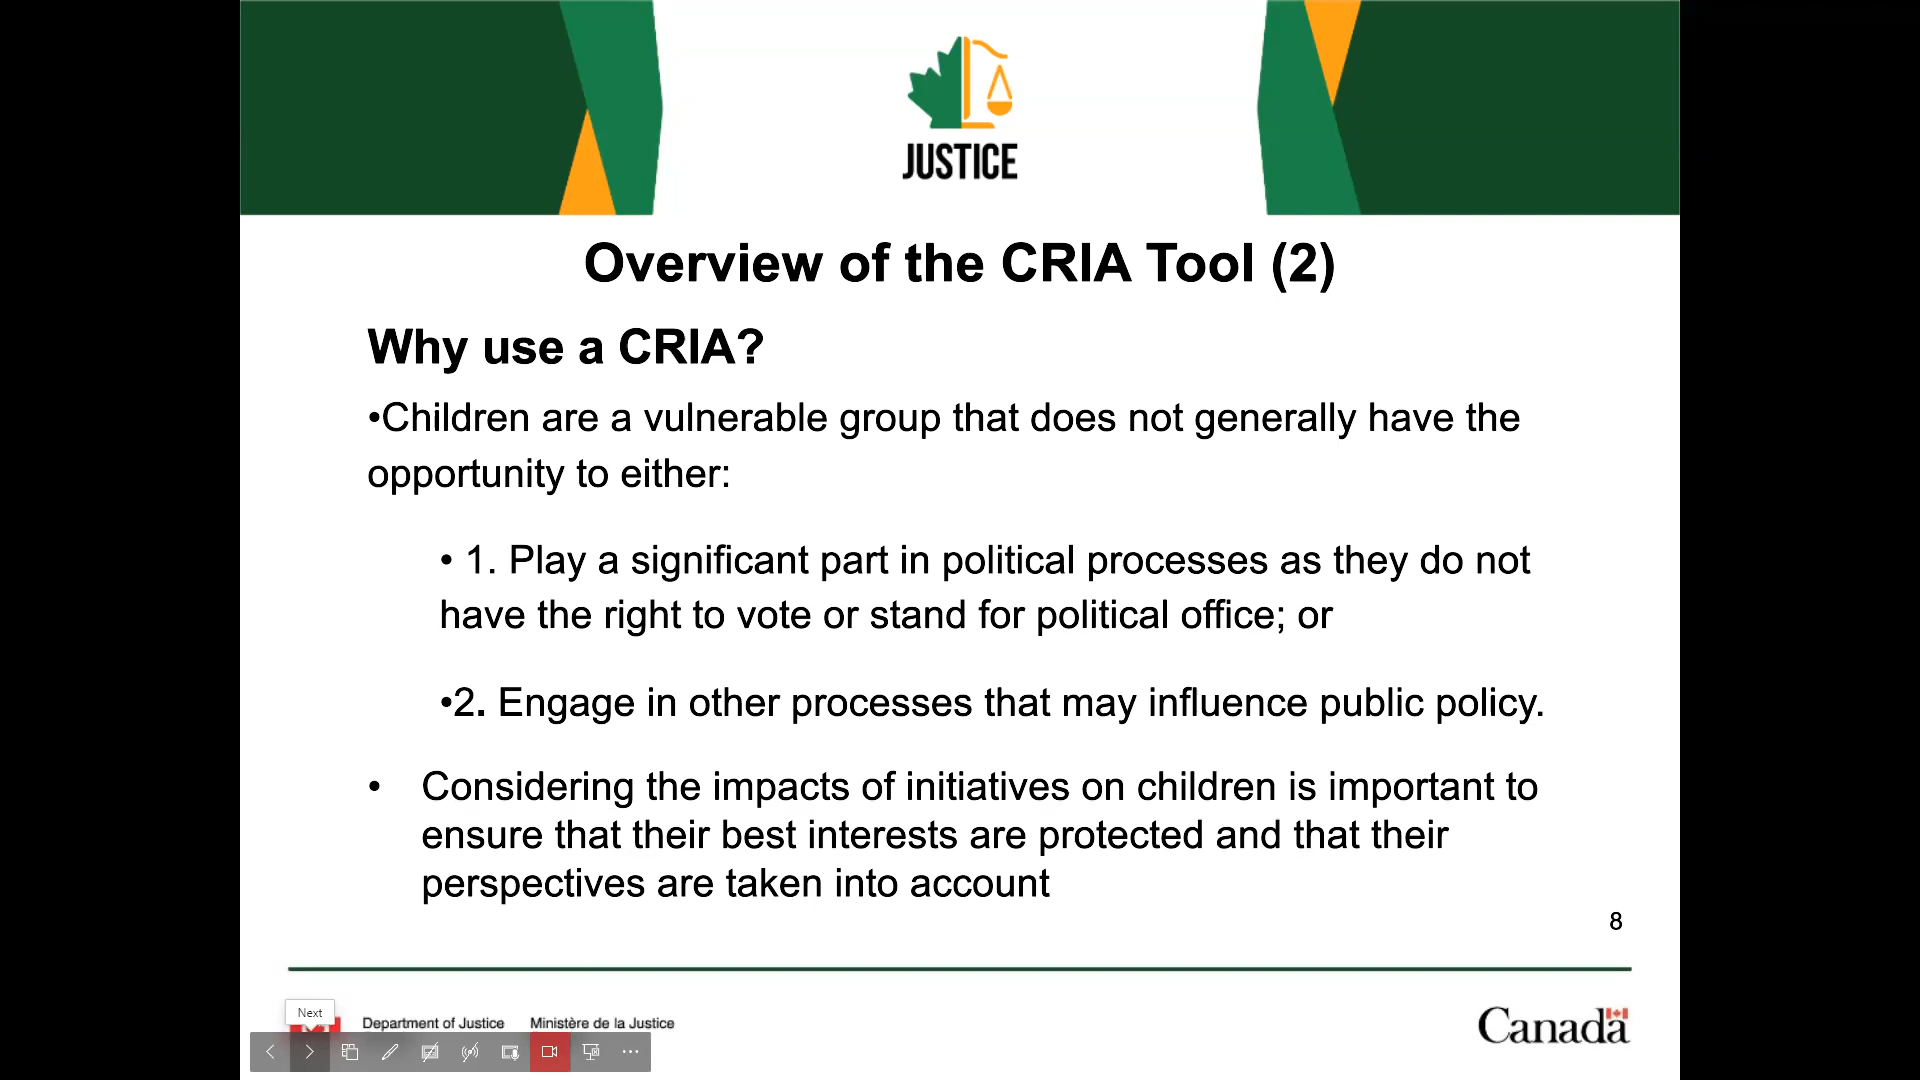 JUSTICE
Overview of the CRIA Tool (2)
Why use a CRIA?
•Children are a vulnerable group that does not generally have the
opportunity to either:
• 1. Play a significant part in political processes as they do not
have the right to vote or stand for political office; or
•2. Engage in other processes that may influence public policy.
• Considering the impacts of initiatives on children is important to
ensure that their best interests are protected and that their
perspectives are taken into account
8
Next
Department of Justice Ministère de la Justice
Canada